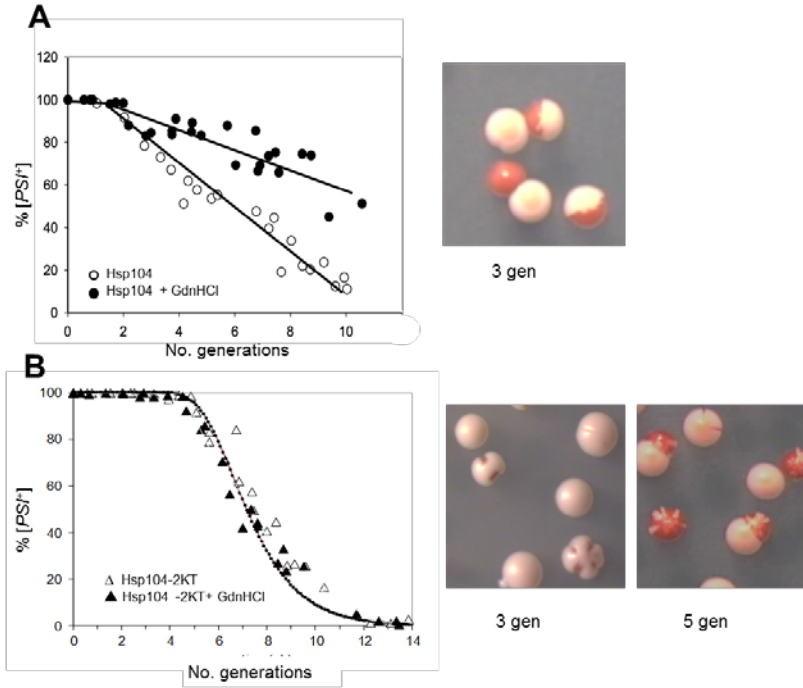 A
120
100
80
60
40
20
0
% [PSI+]
Hsp104
Hsp104 + GdnHCl
0 2 4 6 8 10
No. generations
3 gen
B
100
80
60
40
20
0
% [PSI+]
Hsp104-2KT
Hsp104 -2KT+ GdnHCl
0 2 4 6 8 10 12 14
No. generations
3 gen
5 gen